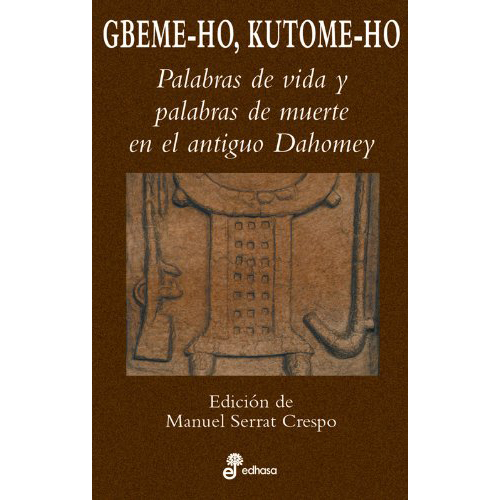 GBEME-HO, KUTOME-HO
Palabras de vida y
palabras de muerte
en el antiguo Dahomey
Edición de
Manuel Serrat Crespo
edhasa